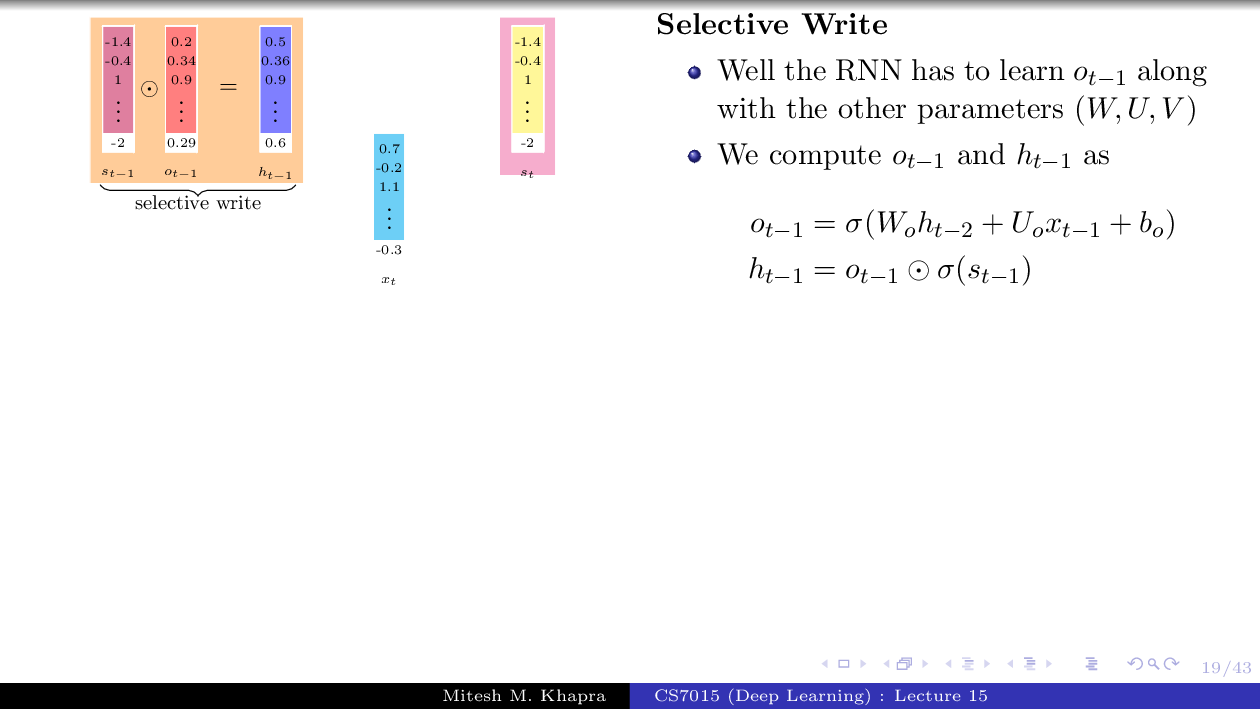 -1.4 0.2 0.5 -1.4
-0.4 0.34 0.36 -0.4
1 ⊙ 0.9 = 0.9 1
⋮ ⋮ ⋮ ⋮
-2 0.29 0.6 -2
s_{t−1} o_{t−1} h_{t−1} s_t
selective write
0.7
-0.2
1.1
⋮
-0.3
x_t
Selective Write
Well the RNN has to learn o_{t−1} along
with the other parameters (W, U, V)
We compute o_{t−1} and h_{t−1} as
o_{t−1} = σ(W_o h_{t−2} + U_o x_{t−1} + b_o)
h_{t−1} = o_{t−1} ⊙ σ(s_{t−1})
19/43
Mitesh M. Khapra CS7015 (Deep Learning) : Lecture 15